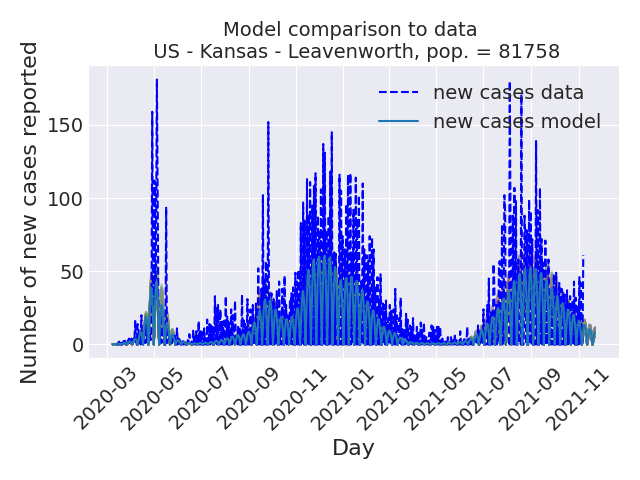 Model comparison to data
US - Kansas - Leavenworth, pop. = 81758
Number of new cases reported
150
100
50
0
new cases data
new cases model
2020-03
2020-05
2020-07
2020-09
2020-11
2021-01
2021-03
2021-05
2021-07
2021-09
2021-11
Day